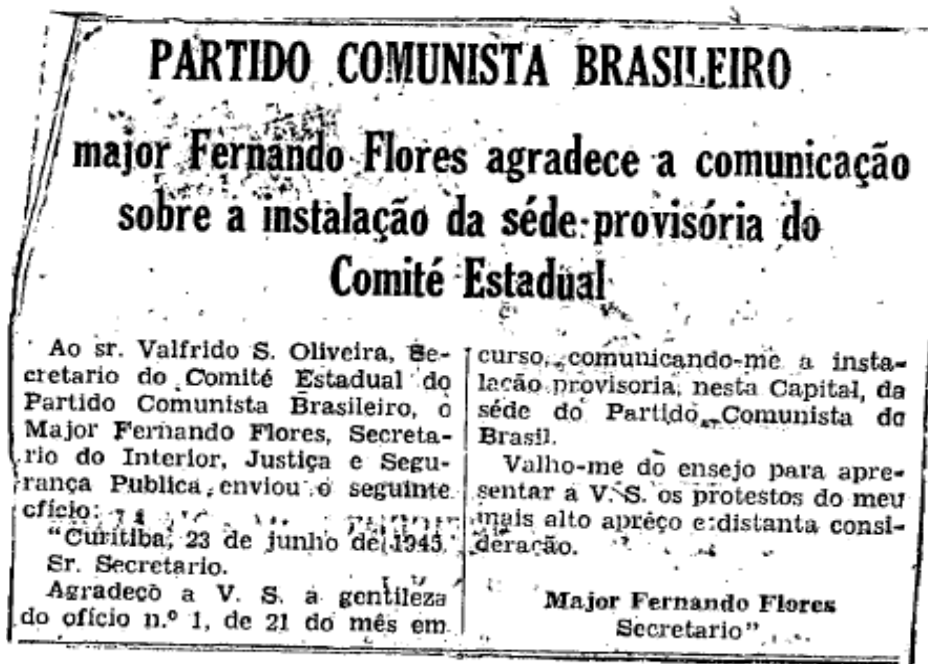 PARTIDO COMUNISTA BRASILEIRO
major Fernando Flores agradece a comunicação
sobre a instalação da séde provisória do
Comité Estadual
Ao sr. Valfrido S. Oliveira, Se-
cretario do Comité Estadual do
Partido Comunista Brasileiro, o
Major Fernando Flores, Secreta-
rio do Interior, Justiça e Segu-
rança Publica, enviou o seguinte
ofício:
"Curitiba, 23 de junho de 1945.
Sr. Secretario.
Agradeço a V. S. a gentileza
do ofício n.º 1, de 21 do mês em
curso, comunicando-me a insta-
lação provisoria, nesta Capital, da
séde do Partido Comunista do
Brasil.
Valho-me do ensejo para apre-
sentar a V. S. os protestos do meu
mais alto aprêço e distanta consi-
deração.
Major Fernando Flores
Secretario"